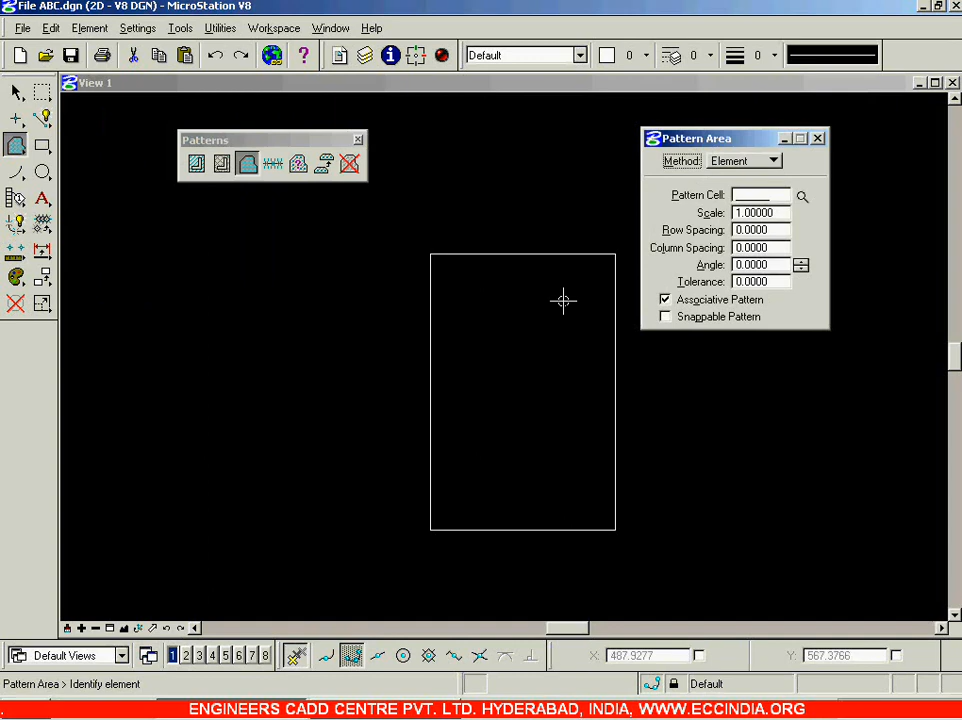 File ABC.dgn (2D - V8 DGN) - MicroStation V8
File Edit Element Settings Tools Utilities Workspace Window Help
Default 0 0 0
View 1
Patterns
Pattern Area
Method: Element
Pattern Cell:
Scale: 1.00000
Row Spacing: 0.0000
Column Spacing: 0.0000
Angle: 0.0000
Tolerance: 0.0000
Associative Pattern
Snappable Pattern
Default Views 1 2 3 4 5 6 7 8 X: 487.9277 Y: 567.3766
Pattern Area > Identify element Default
ENGINEERS CADD CENTRE PVT. LTD. HYDERABAD, INDIA, WWW.ECCINDIA.ORG